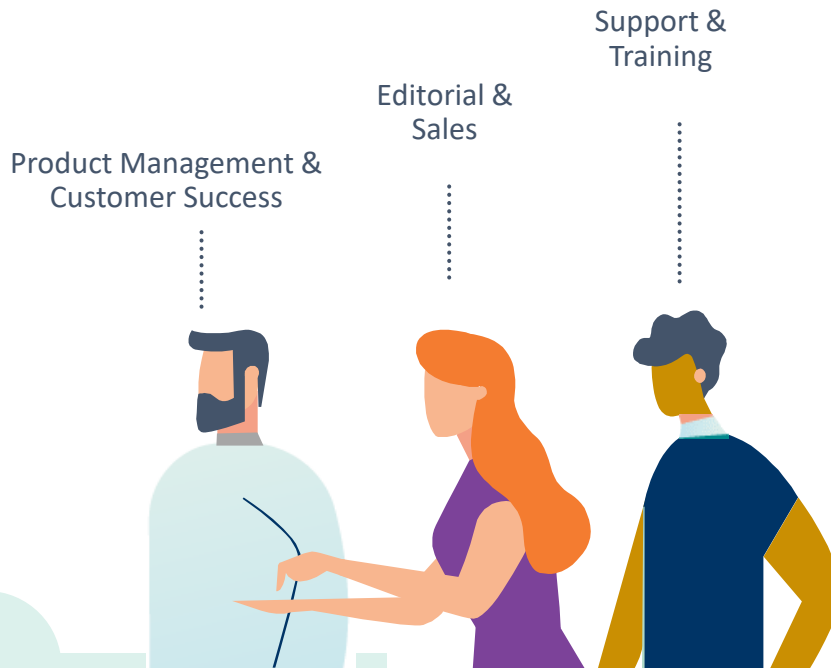 Support &
Training
Editorial &
Sales
Product Management &
Customer Success